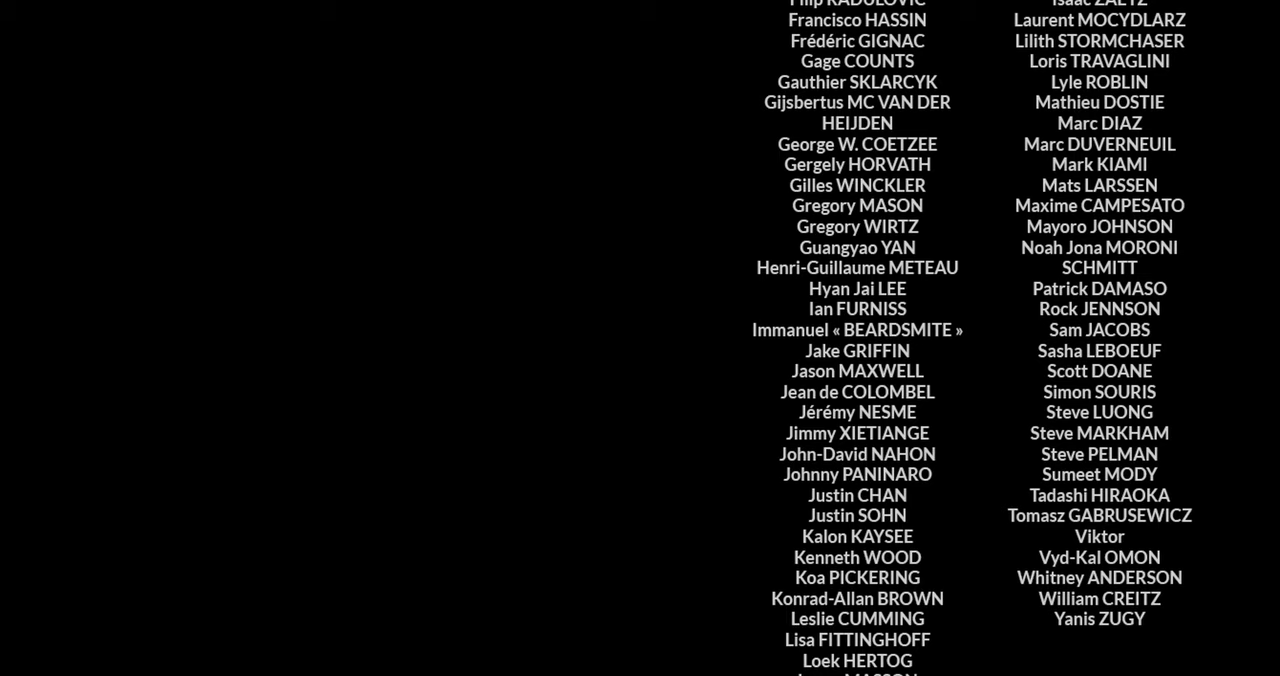 Filip RADULOVIC
Francisco HASSIN
Frédéric GIGNAC
Gage COUNTS
Gauthier SKLARCYK
Gijsbertus MC VAN DER
HEIJDEN
George W. COETZEE
Gergely HORVATH
Gilles WINCKLER
Gregory MASON
Gregory WIRTZ
Guangyao YAN
Henri-Guillaume METEAU
Hyan Jai LEE
Ian FURNISS
Immanuel « BEARDSMITE »
Jake GRIFFIN
Jason MAXWELL
Jean de COLOMBEL
Jérémy NESME
Jimmy XIETIANGE
John-David NAHON
Johnny PANINARO
Justin CHAN
Justin SOHN
Kalon KAYSEE
Kenneth WOOD
Koa PICKERING
Konrad-Allan BROWN
Leslie CUMMING
Lisa FITTINGHOFF
Loek HERTOG
MASSON
Isaac ZALTZ
Laurent MOCYDLARZ
Lilith STORMCHASER
Loris TRAVAGLINI
Lyle ROBLIN
Mathieu DOSTIE
Marc DIAZ
Marc DUVERNEUIL
Mark KIAMI
Mats LARSSEN
Maxime CAMPESATO
Mayoro JOHNSON
Noah Jona MORONI
SCHMITT
Patrick DAMASO
Rock JENNSON
Sam JACOBS
Sasha LEBOEUF
Scott DOANE
Simon SOURIS
Steve LUONG
Steve MARKHAM
Steve PELMAN
Sumeet MODY
Tadashi HIRAOKA
Tomasz GABRUSEWICZ
Viktor
Vyd-Kal OMON
Whitney ANDERSON
William CREITZ
Yanis ZUGY